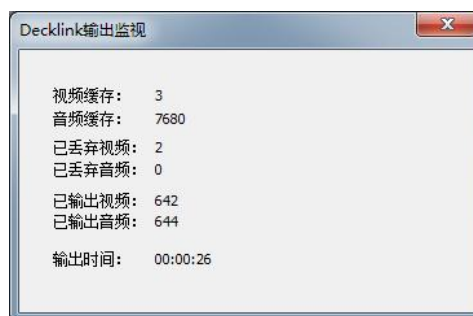 Decklink输出监视
视频缓存: 3
音频缓存: 7680
已丢弃视频: 2
已丢弃音频: 0
已输出视频: 642
已输出音频: 644
输出时间: 00:00:26